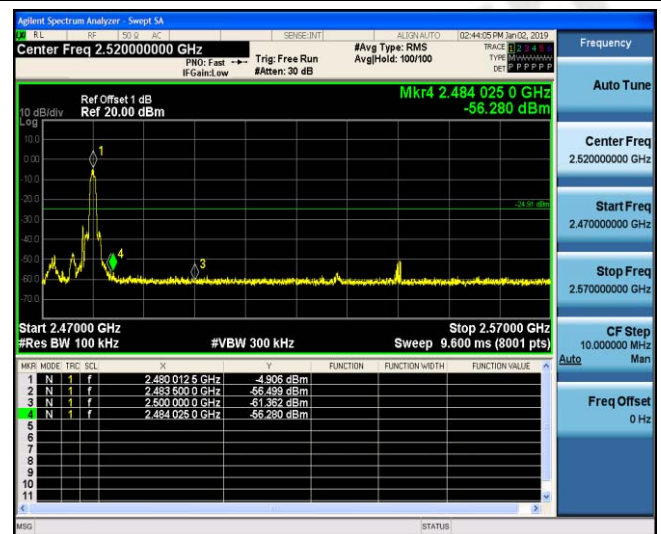 Agilent Spectrum Analyzer - Swept SA
RL RF 50 Ω AC SENSE:INT ALIGN AUTO 02:44:05 PM Jan 02, 2019
Center Freq 2.520000000 GHz
#Avg Type: RMS
TRACE 1 2 3 4 5 6
PNO: Fast Trig: Free Run Avg|Hold: 100/100
TYPE
IFGain:Low #Atten: 30 dB
DET P P P P P P
Mkr4 2.484 025 0 GHz
-56.280 dBm
Ref Offset 1 dB
10 dB/div Ref 20.00 dBm
Log
10.0
0.00
-10.0
-20.0
-30.0
-40.0
-50.0
-60.0
-70.0
1
4
3
-24.91 dBm
Start 2.47000 GHz Stop 2.57000 GHz
#Res BW 100 kHz #VBW 300 kHz Sweep 9.600 ms (8001 pts)
MKR MODE TRC SCL X Y FUNCTION FUNCTION WIDTH FUNCTION VALUE
1 N 1 f 2.480 012 5 GHz -4.906 dBm
2 N 1 f 2.483 500 0 GHz -56.499 dBm
3 N 1 f 2.500 000 0 GHz -61.362 dBm
4 N 1 f 2.484 025 0 GHz -56.280 dBm
5
6
7
8
9
10
11
MSG STATUS
Frequency
Auto Tune
Center Freq
2.520000000 GHz
Start Freq
2.470000000 GHz
Stop Freq
2.570000000 GHz
CF Step
10.000000 MHz
Auto Man
Freq Offset
0 Hz